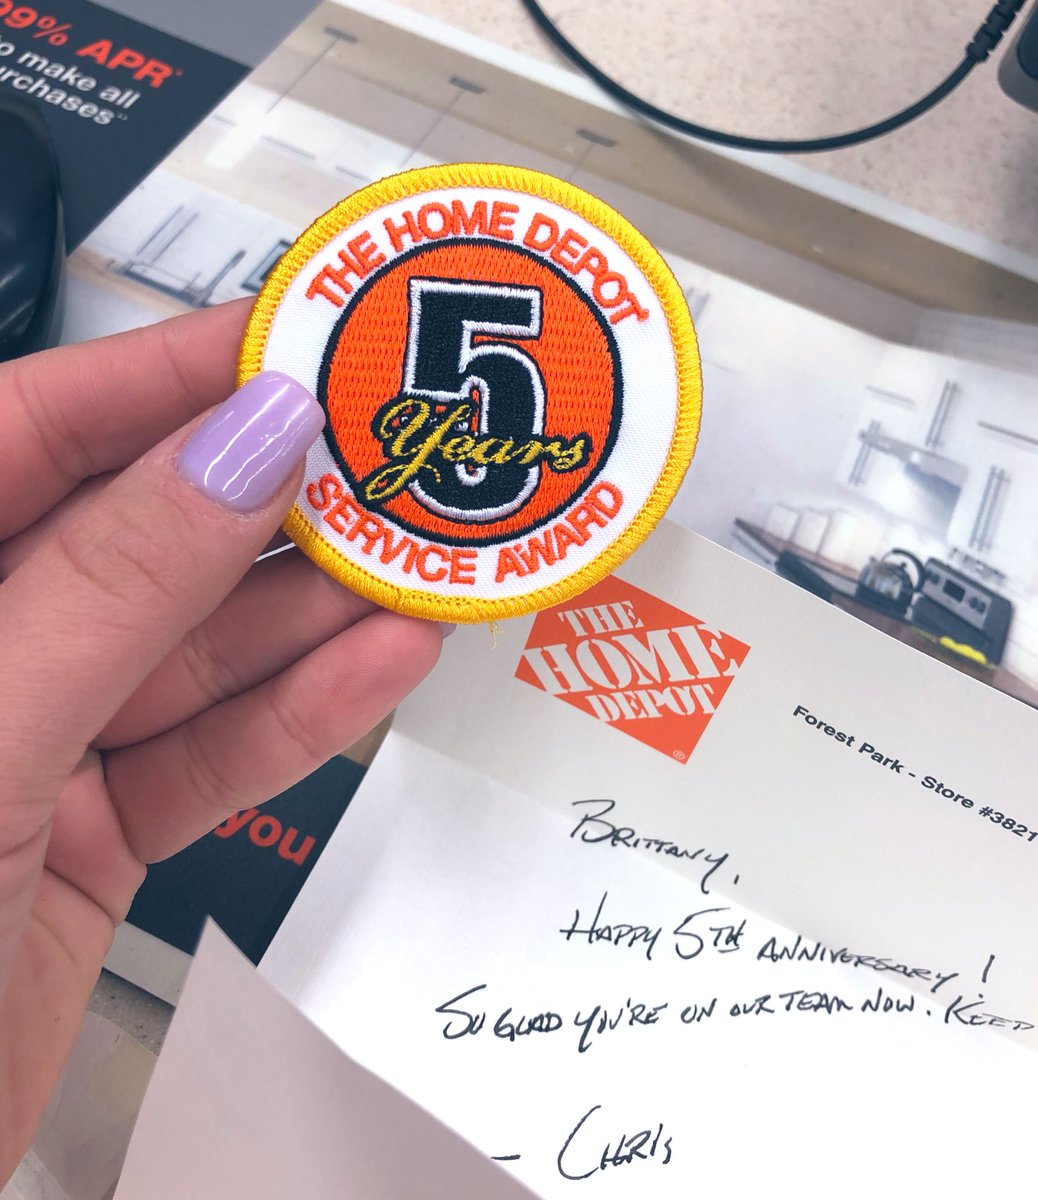 99% APR*
to make all
urchases**
THE HOME DEPOT
5
Years
SERVICE AWARD
THE
HOME
DEPOT
®
Forest Park - Store #3821
you
BRITTANY,
HAPPY 5TH ANNIVERSARY!
SO GLAD YOU'RE ON OUR TEAM NOW. KEEP
- CHRIS